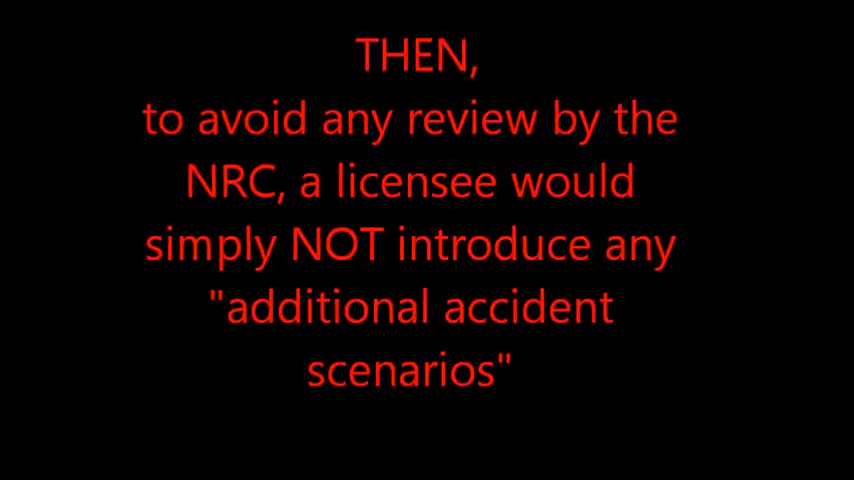 THEN,
to avoid any review by the
NRC, a licensee would
simply NOT introduce any
"additional accident
scenarios"